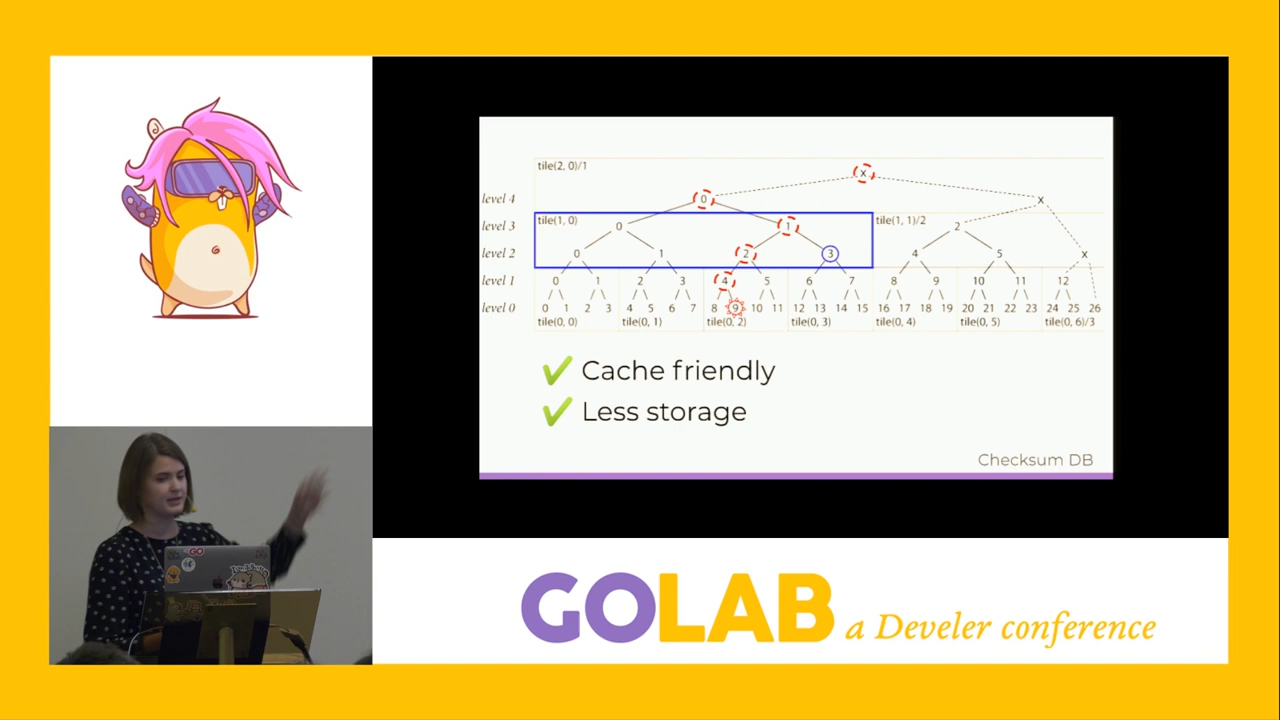 tile(2, 0)/1
x
level 4 0 x
level 3 tile(1, 0) 0 1 tile(1, 1)/2 2
level 2 0 1 2 3 4 5 x
level 1 0 1 2 3 4 5 6 7 8 9 10 11 12
level 0 0 1 2 3 4 5 6 7 8 9 10 11 12 13 14 15 16 17 18 19 20 21 22 23 24 25 26
tile(0, 0) tile(0, 1) tile(0, 2) tile(0, 3) tile(0, 4) tile(0, 5) tile(0, 6)/3
Cache friendly
Less storage
Checksum DB
GO
GOLAB a Develer conference